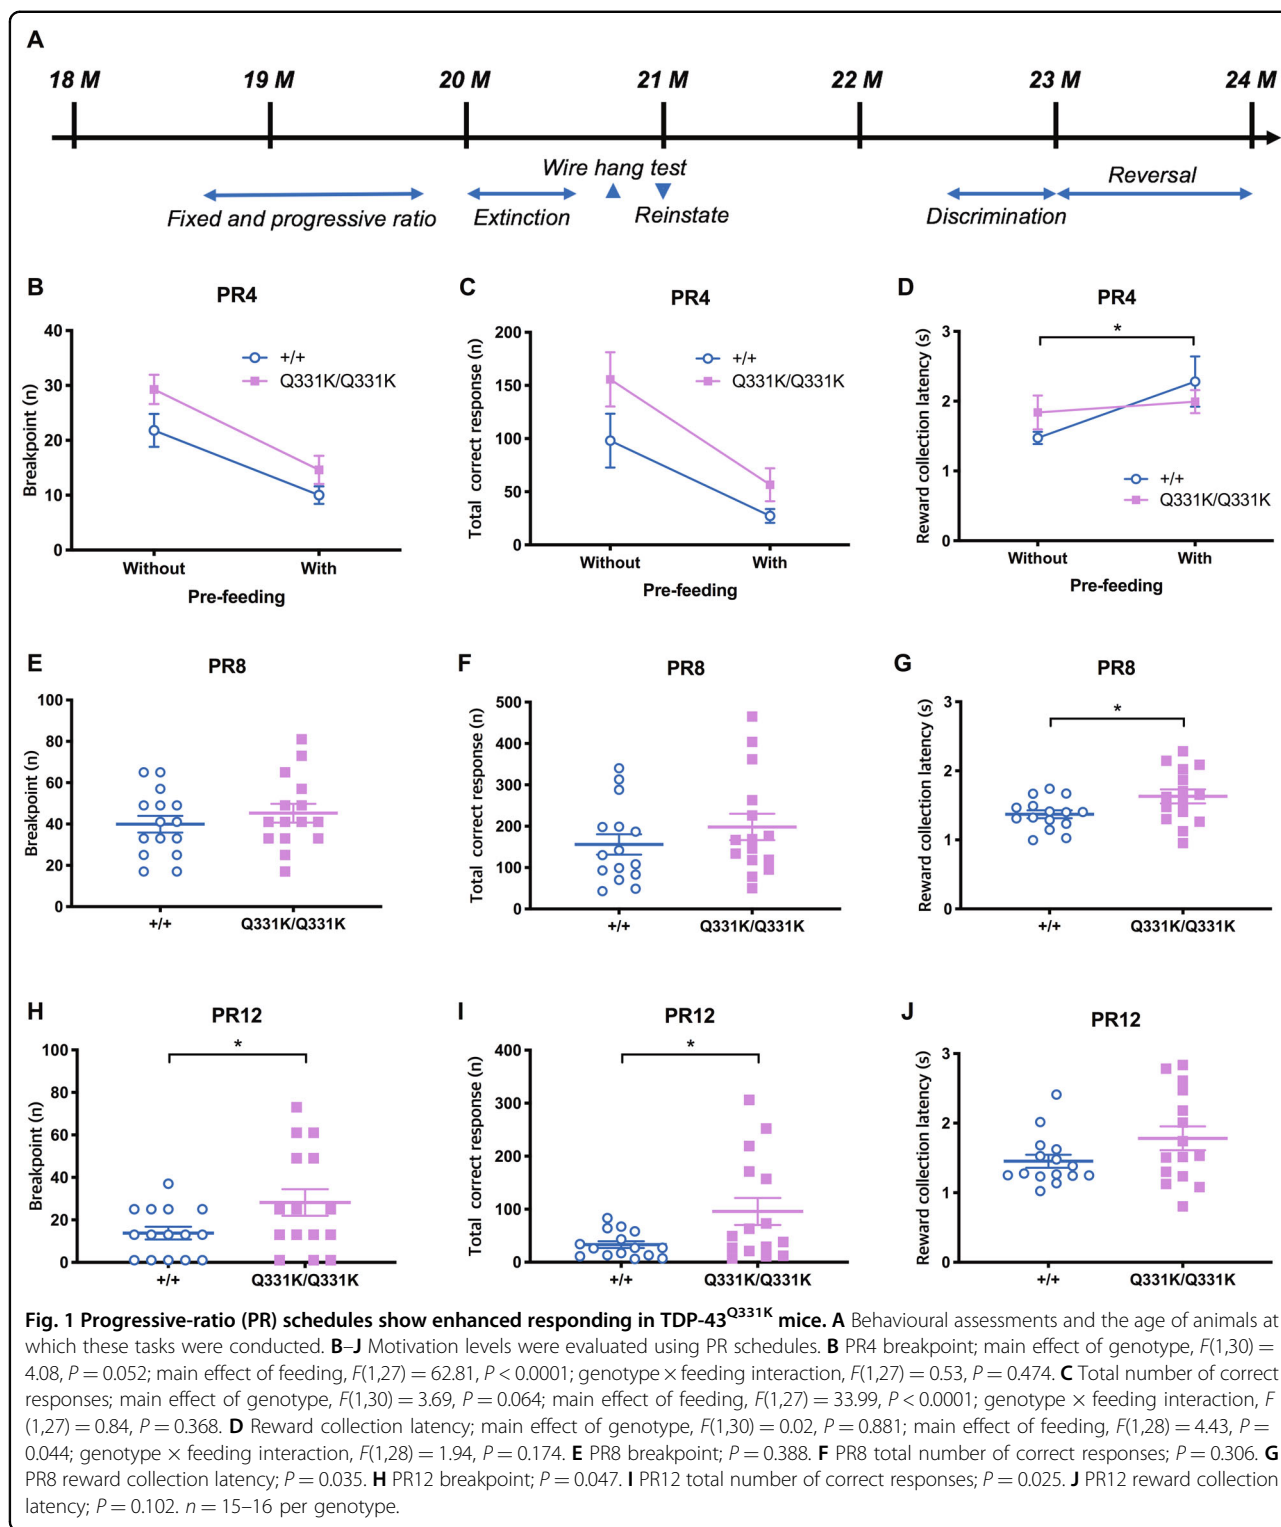 A
18 M 19 M 20 M 21 M 22 M 23 M 24 M
Wire hang test
Reversal
Fixed and progressive ratio
Extinction
Reinstate
Discrimination
B
PR4
40
30
20
10
0
Breakpoint (n)
+/+
Q331K/Q331K
Without With
Pre-feeding
C
PR4
200
150
100
50
0
Total correct response (n)
+/+
Q331K/Q331K
Without With
Pre-feeding
D
PR4
*
3
2
1
0
Reward collection latency (s)
+/+
Q331K/Q331K
Without With
Pre-feeding
E
PR8
100
80
60
40
20
0
Breakpoint (n)
+/+ Q331K/Q331K
F
PR8
500
400
300
200
100
0
Total correct response (n)
+/+ Q331K/Q331K
G
PR8
*
3
2
1
0
Reward collection latency (s)
+/+ Q331K/Q331K
H
PR12
*
100
80
60
40
20
0
Breakpoint (n)
+/+ Q331K/Q331K
I
PR12
*
400
300
200
100
0
Total correct response (n)
+/+ Q331K/Q331K
J
PR12
3
2
1
0
Reward collection latency (s)
+/+ Q331K/Q331K
Fig. 1 Progressive-ratio (PR) schedules show enhanced responding in TDP-43Q331K mice. A Behavioural assessments and the age of animals at
which these tasks were conducted. B–J Motivation levels were evaluated using PR schedules. B PR4 breakpoint; main effect of genotype, F(1,30) =
4.08, P = 0.052; main effect of feeding, F(1,27) = 62.81, P < 0.0001; genotype × feeding interaction, F(1,27) = 0.53, P = 0.474. C Total number of correct
responses; main effect of genotype, F(1,30) = 3.69, P = 0.064; main effect of feeding, F(1,27) = 33.99, P < 0.0001; genotype × feeding interaction, F
(1,27) = 0.84, P = 0.368. D Reward collection latency; main effect of genotype, F(1,30) = 0.02, P = 0.881; main effect of feeding, F(1,28) = 4.43, P =
0.044; genotype × feeding interaction, F(1,28) = 1.94, P = 0.174. E PR8 breakpoint; P = 0.388. F PR8 total number of correct responses; P = 0.306. G
PR8 reward collection latency; P = 0.035. H PR12 breakpoint; P = 0.047. I PR12 total number of correct responses; P = 0.025. J PR12 reward collection
latency; P = 0.102. n = 15–16 per genotype.